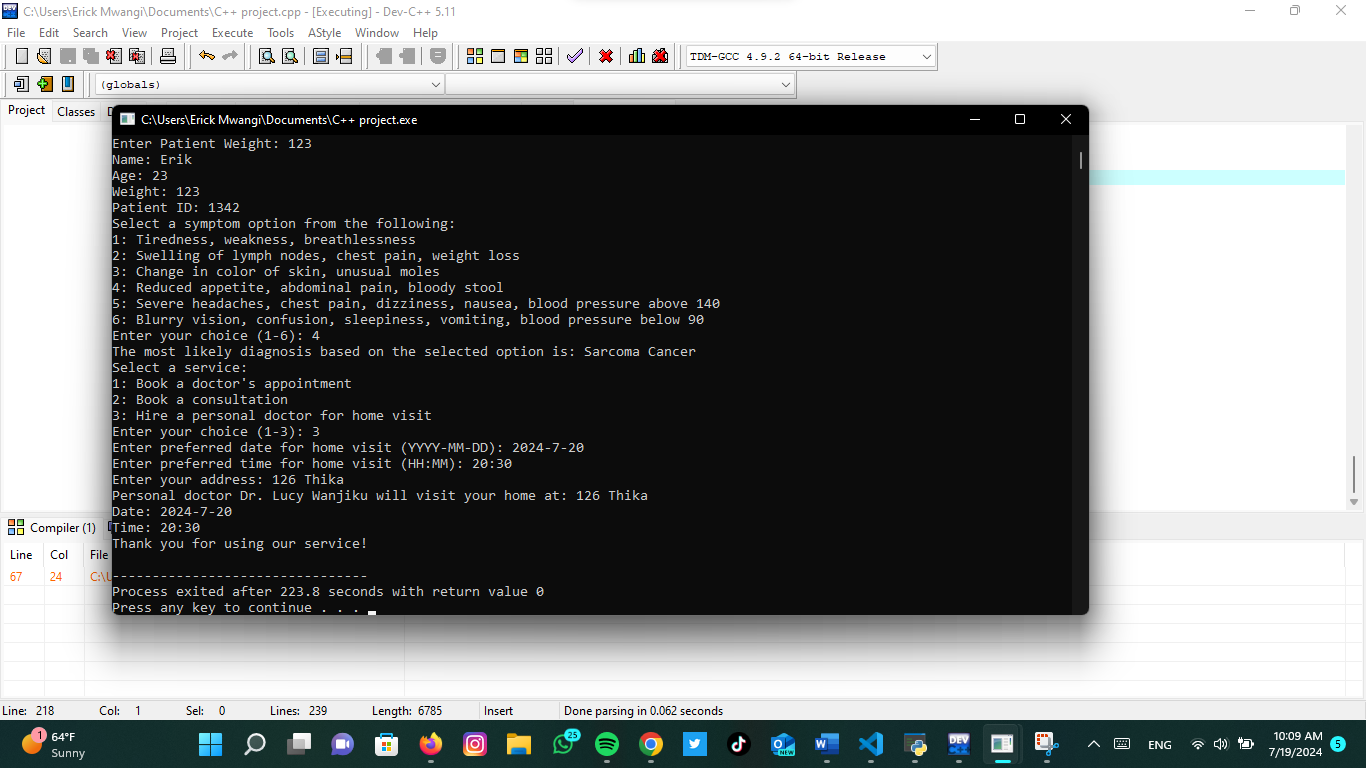 C:\Users\Erick Mwangi\Documents\C++ project.cpp - [Executing] - Dev-C++ 5.11
File Edit Search View Project Execute Tools AStyle Window Help
TDM-GCC 4.9.2 64-bit Release
(globals)
Project Classes
C:\Users\Erick Mwangi\Documents\C++ project.exe
Enter Patient Weight: 123
Name: Erik
Age: 23
Weight: 123
Patient ID: 1342
Select a symptom option from the following:
1: Tiredness, weakness, breathlessness
2: Swelling of lymph nodes, chest pain, weight loss
3: Change in color of skin, unusual moles
4: Reduced appetite, abdominal pain, bloody stool
5: Severe headaches, chest pain, dizziness, nausea, blood pressure above 140
6: Blurry vision, confusion, sleepiness, vomiting, blood pressure below 90
Enter your choice (1-6): 4
The most likely diagnosis based on the selected option is: Sarcoma Cancer
Select a service:
1: Book a doctor's appointment
2: Book a consultation
3: Hire a personal doctor for home visit
Enter your choice (1-3): 3
Enter preferred date for home visit (YYYY-MM-DD): 2024-7-20
Enter preferred time for home visit (HH:MM): 20:30
Enter your address: 126 Thika
Personal doctor Dr. Lucy Wanjiku will visit your home at: 126 Thika
Date: 2024-7-20
Time: 20:30
Thank you for using our service!
--------------------------------
Process exited after 223.8 seconds with return value 0
Press any key to continue . . .
Compiler (1)
Line Col File
67 24 C:\U
Line: 218 Col: 1 Sel: 0 Lines: 239 Length: 6785 Insert Done parsing in 0.062 seconds
1 64°F
Sunny
25
NEW
DEV
ENG
10:09 AM
7/19/2024 5